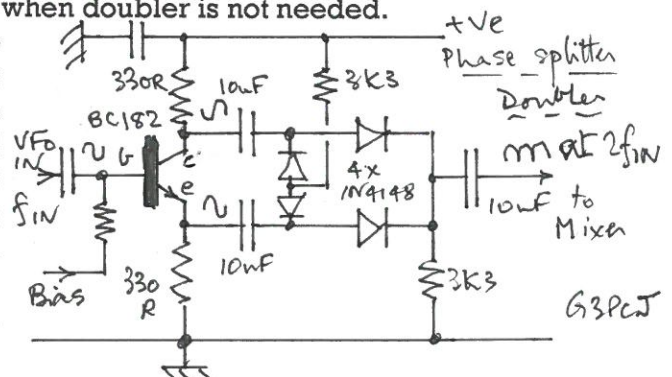 when doubler is not needed.
+ve
Phase splitter
Doubler
330R
10nF
3K3
BC182
VFO
IN
fIN
b
c
e
4x
1N4148
at 2fIN
10nF to
Mixer
10nF
Bias
330
R
3K3
G3PCJ